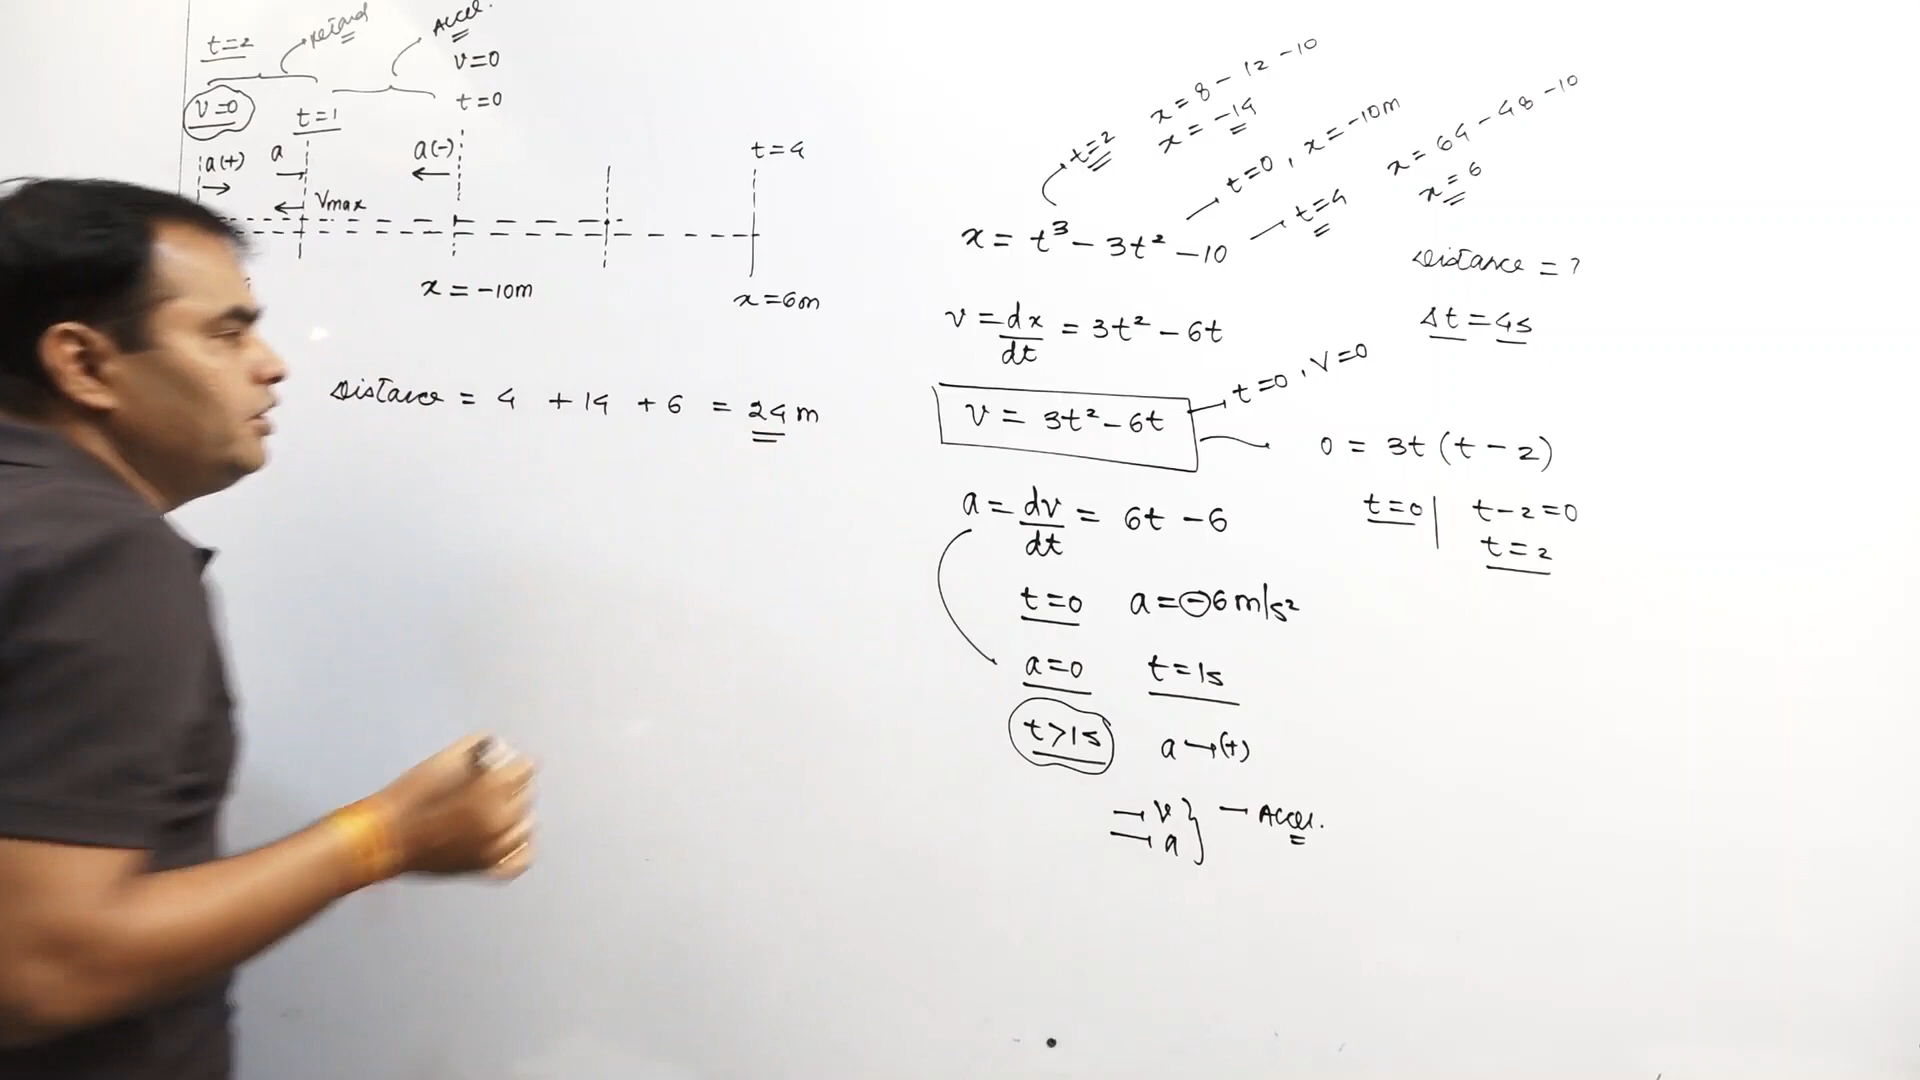 t=2
retard
Accel.
v=0
v=0
t=1
t=0
a(+)
a
a(-)
t=4
Vmax
x = -10m
x=6m
Distance = 4 + 14 + 6 = 24 m
x = 8 - 12 - 10
x = -14
t=2
t=0, x=-10m
x = 64 - 48 - 10
x = 6
t=4
x = t³ - 3t² - 10
Distance = ?
Δt = 4s
v = dx/dt = 3t² - 6t
t=0, V=0
v = 3t² - 6t
0 = 3t (t - 2)
t=0 | t-2=0
t=2
a = dv/dt = 6t - 6
t=0 a = -6 m/s²
a=0 t=1s
t>1s a→(+)
→ v } → Accel.
→ a